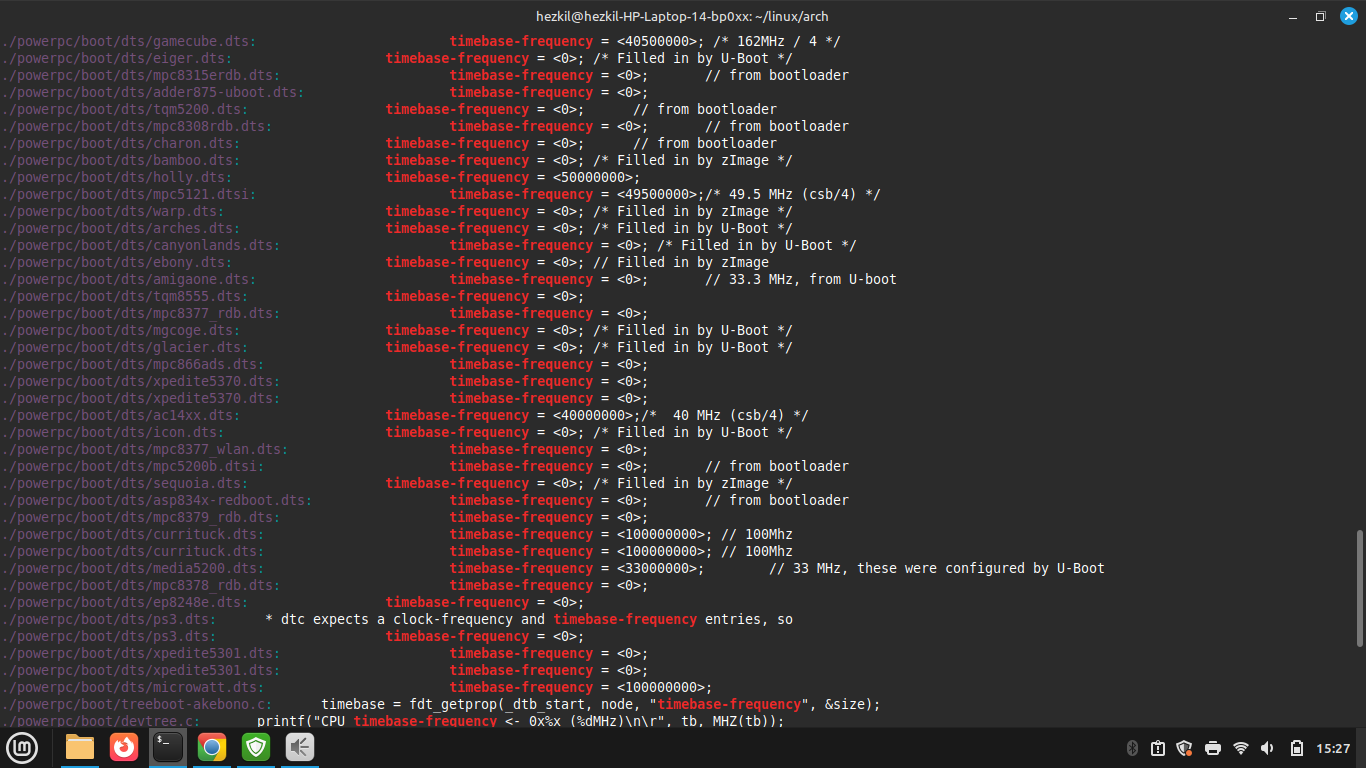 hezkil@hezkil-HP-Laptop-14-bp0xx: ~/linux/arch
./powerpc/boot/dts/gamecube.dts: timebase-frequency = <40500000>; /* 162MHz / 4 */
./powerpc/boot/dts/eiger.dts: timebase-frequency = <0>; /* Filled in by U-Boot */
./powerpc/boot/dts/mpc8315erdb.dts: timebase-frequency = <0>; // from bootloader
./powerpc/boot/dts/adder875-uboot.dts: timebase-frequency = <0>;
./powerpc/boot/dts/tqm5200.dts: timebase-frequency = <0>; // from bootloader
./powerpc/boot/dts/mpc8308rdb.dts: timebase-frequency = <0>; // from bootloader
./powerpc/boot/dts/charon.dts: timebase-frequency = <0>; // from bootloader
./powerpc/boot/dts/bamboo.dts: timebase-frequency = <0>; /* Filled in by zImage */
./powerpc/boot/dts/holly.dts: timebase-frequency = <50000000>;
./powerpc/boot/dts/mpc5121.dtsi: timebase-frequency = <49500000>;/* 49.5 MHz (csb/4) */
./powerpc/boot/dts/warp.dts: timebase-frequency = <0>; /* Filled in by zImage */
./powerpc/boot/dts/arches.dts: timebase-frequency = <0>; /* Filled in by U-Boot */
./powerpc/boot/dts/canyonlands.dts: timebase-frequency = <0>; /* Filled in by U-Boot */
./powerpc/boot/dts/ebony.dts: timebase-frequency = <0>; // Filled in by zImage
./powerpc/boot/dts/amigaone.dts: timebase-frequency = <0>; // 33.3 MHz, from U-boot
./powerpc/boot/dts/tqm8555.dts: timebase-frequency = <0>;
./powerpc/boot/dts/mpc8377_rdb.dts: timebase-frequency = <0>;
./powerpc/boot/dts/mgcoge.dts: timebase-frequency = <0>; /* Filled in by U-Boot */
./powerpc/boot/dts/glacier.dts: timebase-frequency = <0>; /* Filled in by U-Boot */
./powerpc/boot/dts/mpc866ads.dts: timebase-frequency = <0>;
./powerpc/boot/dts/xpedite5370.dts: timebase-frequency = <0>;
./powerpc/boot/dts/xpedite5370.dts: timebase-frequency = <0>;
./powerpc/boot/dts/ac14xx.dts: timebase-frequency = <40000000>;/*  40 MHz (csb/4) */
./powerpc/boot/dts/icon.dts: timebase-frequency = <0>; /* Filled in by U-Boot */
./powerpc/boot/dts/mpc8377_wlan.dts: timebase-frequency = <0>;
./powerpc/boot/dts/mpc5200b.dtsi: timebase-frequency = <0>; // from bootloader
./powerpc/boot/dts/sequoia.dts: timebase-frequency = <0>; /* Filled in by zImage */
./powerpc/boot/dts/asp834x-redboot.dts: timebase-frequency = <0>; // from bootloader
./powerpc/boot/dts/mpc8379_rdb.dts: timebase-frequency = <0>;
./powerpc/boot/dts/currituck.dts: timebase-frequency = <100000000>; // 100Mhz
./powerpc/boot/dts/currituck.dts: timebase-frequency = <100000000>; // 100Mhz
./powerpc/boot/dts/media5200.dts: timebase-frequency = <33000000>; // 33 MHz, these were configured by U-Boot
./powerpc/boot/dts/mpc8378_rdb.dts: timebase-frequency = <0>;
./powerpc/boot/dts/ep8248e.dts: timebase-frequency = <0>;
./powerpc/boot/dts/ps3.dts: * dtc expects a clock-frequency and timebase-frequency entries, so
./powerpc/boot/dts/ps3.dts: timebase-frequency = <0>;
./powerpc/boot/dts/xpedite5301.dts: timebase-frequency = <0>;
./powerpc/boot/dts/xpedite5301.dts: timebase-frequency = <0>;
./powerpc/boot/dts/microwatt.dts: timebase-frequency = <100000000>;
./powerpc/boot/treeboot-akebono.c: timebase = fdt_getprop(_dtb_start, node, "timebase-frequency", &size);
./powerpc/boot/devtree.c: printf("CPU timebase-frequency <- 0x%x (%dMHz)\n\r", tb, MHZ(tb));
15:27